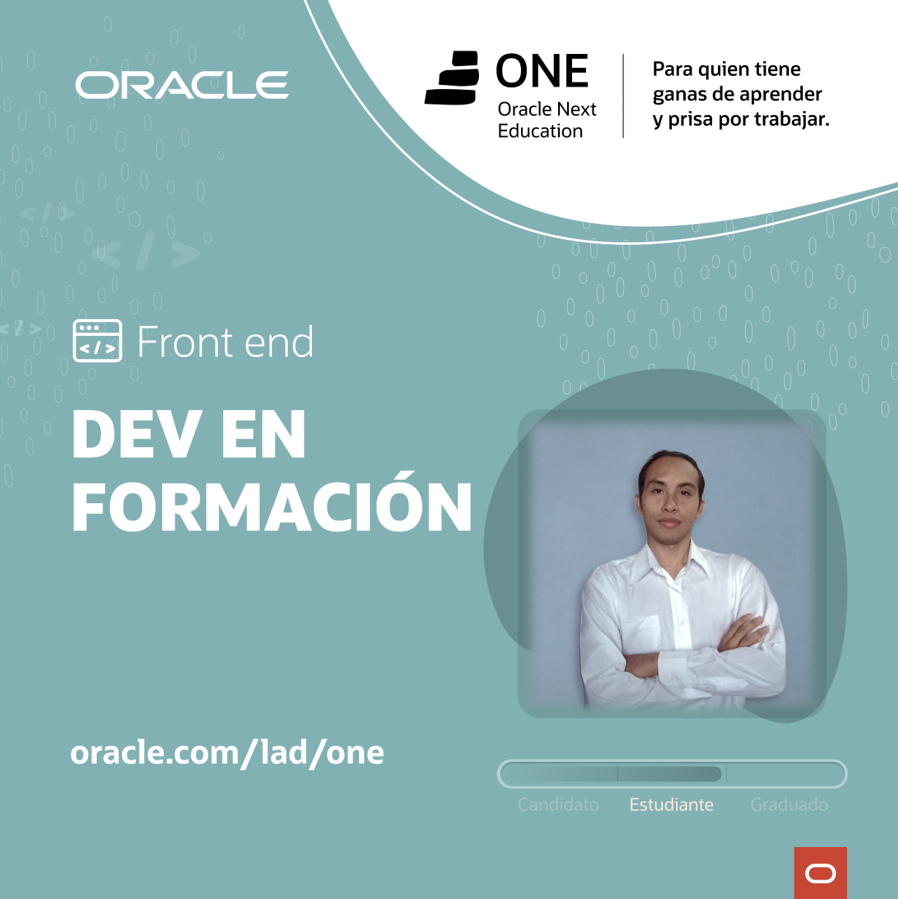 ORACLE
ONE
Oracle Next
Education
Para quien tiene
ganas de aprender
y prisa por trabajar.
</>
</>
</>
</>
Front end
DEV EN
FORMACIÓN
oracle.com/lad/one
Candidato Estudiante Graduado